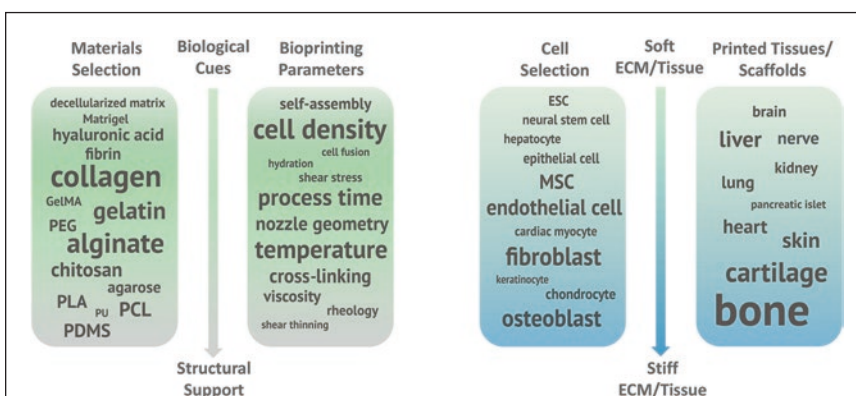 Materials
Selection
Biological
Cues
Bioprinting
Parameters
decellularized matrix
Matrigel
hyaluronic acid
fibrin
collagen
GelMA
gelatin
PEG
alginate
chitosan
agarose
PLA PU PCL
PDMS
self-assembly
cell density
cell fusion
hydration
shear stress
process time
nozzle geometry
temperature
cross-linking
viscosity
rheology
shear thinning
Structural
Support
Cell
Selection
Soft
ECM/Tissue
Printed Tissues/
Scaffolds
ESC
neural stem cell
hepatocyte
epithelial cell
MSC
endothelial cell
cardiac myocyte
fibroblast
keratinocyte
chondrocyte
osteoblast
brain
liver nerve
kidney
lung
pancreatic islet
heart
skin
cartilage
bone
Stiff
ECM/Tissue